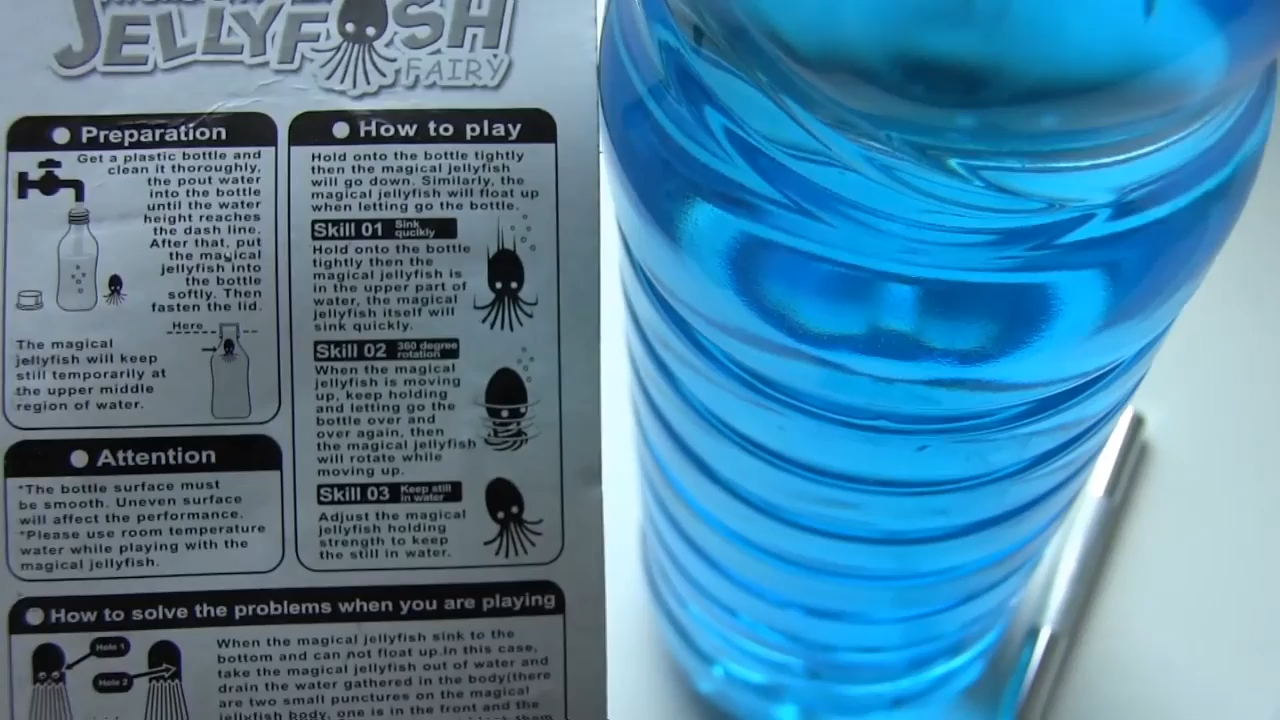 JELLYFISH
FAIRY
Preparation
Get a plastic bottle and
clean it thoroughly,
the pout water
into the bottle
until the water
height reaches
the dash line.
After that, put
the magical
jellyfish into
the bottle
softly. Then
fasten the lid.
Here
The magical
jellyfish will keep
still temporarily at
the upper middle
region of water.
Attention
*The bottle surface must
be smooth. Uneven surface
will affect the performance.
*Please use room temperature
water while playing with the
magical jellyfish.
How to play
Hold onto the bottle tightly
then the magical jellyfish
will go down. Similarly, the
magical jellyfish will float up
when letting go the bottle.
Skill 01 Sink
qucikly
Hold onto the bottle
tightly then the
magical jellyfish is
in the upper part of
water, the magical
jellyfish itself will
sink quickly.
Skill 02 360 degree
rotation
When the magical
jellyfish is moving
up, keep holding
and letting go the
bottle over and
over again, then
the magical jellyfish
will rotate while
moving up.
Skill 03 Keep still
in water
Adjust the magical
jellyfish holding
strength to keep
the still in water.
How to solve the problems when you are playing
Hole 1
Hole 2
When the magical jellyfish sink to the
bottom and can not float up.In this case,
take the magical jellyfish out of water and
drain the water gathered in the body(there
are two small punctures on the magical
jellyfish body, one is in the front and the